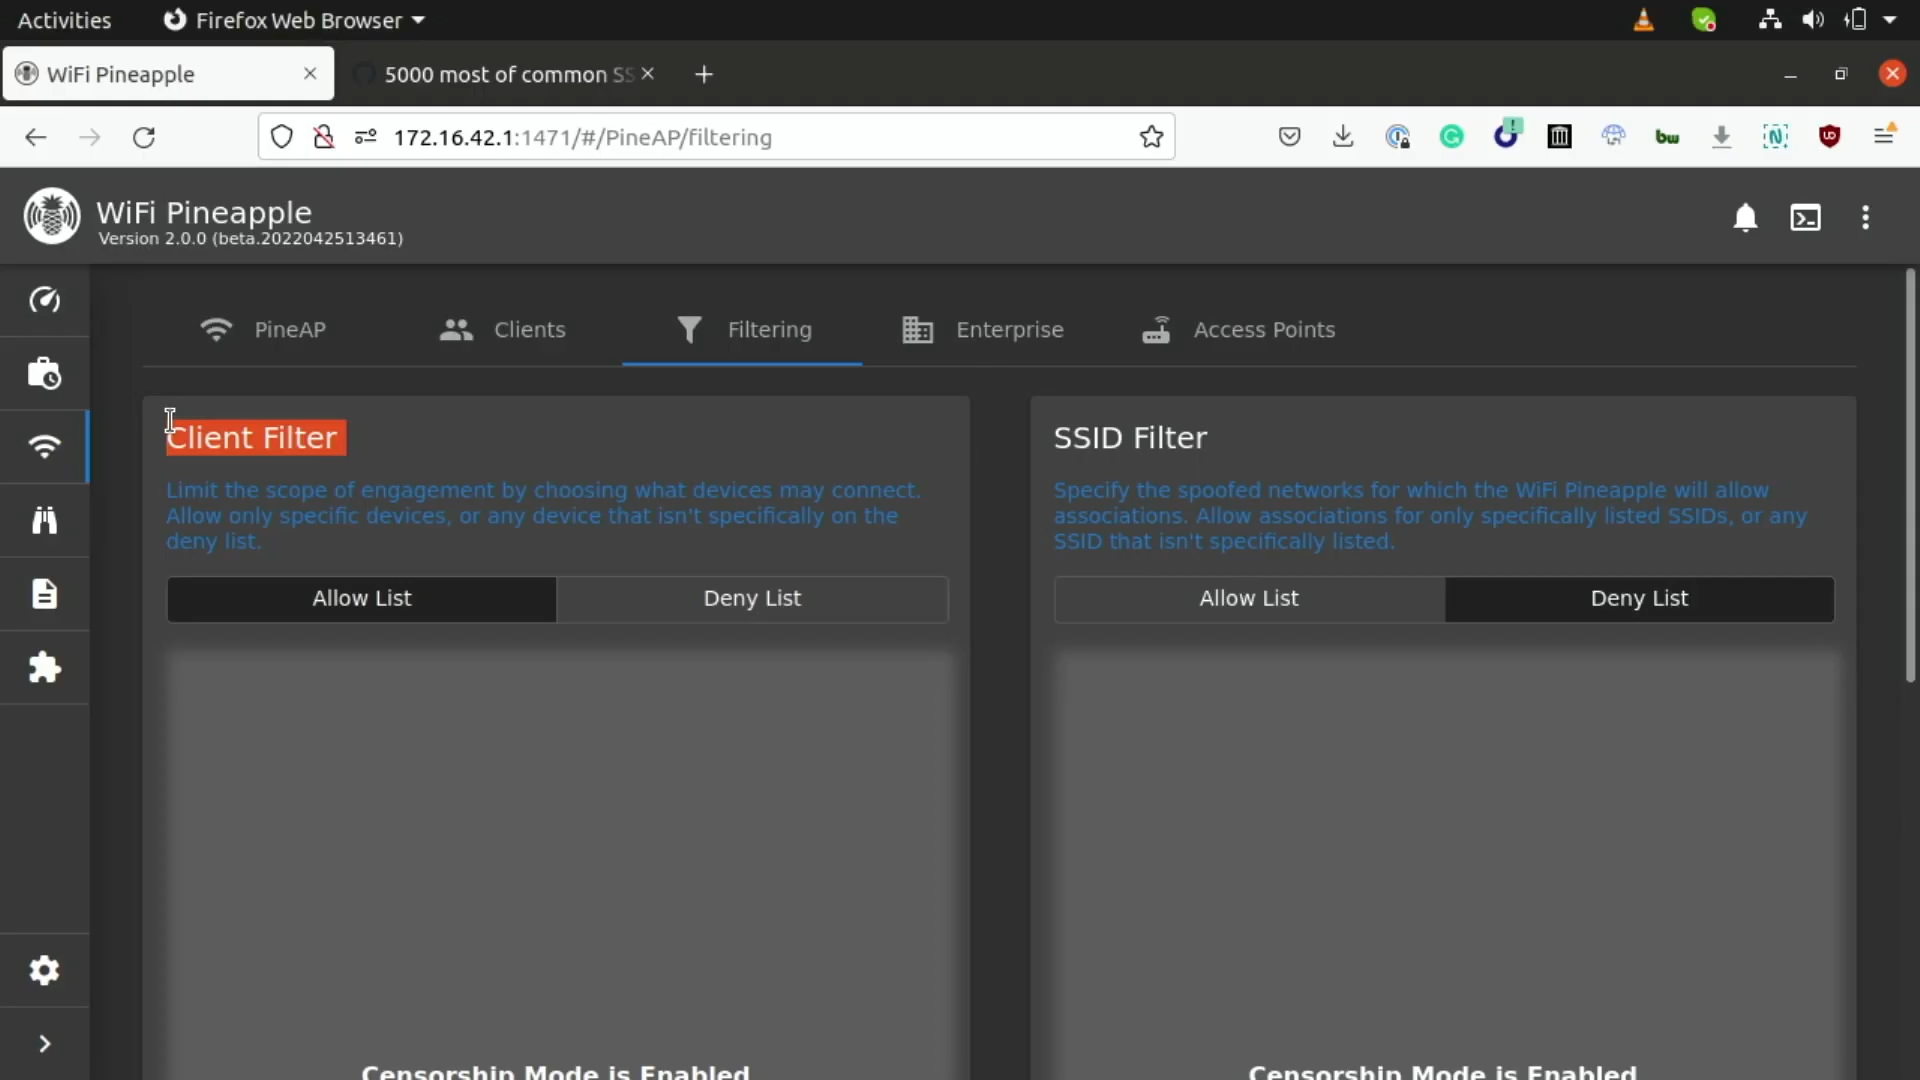 Activities
Firefox Web Browser
WiFi Pineapple
5000 most of common SS
172.16.42.1:1471/#/PineAP/filtering
bw
WiFi Pineapple
Version 2.0.0 (beta.2022042513461)
PineAP
Clients
Filtering
Enterprise
Access Points
Client Filter
Limit the scope of engagement by choosing what devices may connect.
Allow only specific devices, or any device that isn't specifically on the
deny list.
Allow List
Deny List
Censorship Mode is Enabled
SSID Filter
Specify the spoofed networks for which the WiFi Pineapple will allow
associations. Allow associations for only specifically listed SSIDs, or any
SSID that isn't specifically listed.
Allow List
Deny List
Censorship Mode is Enabled